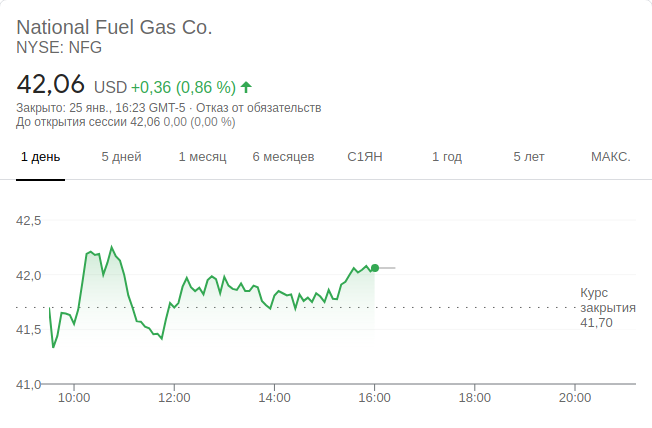 National Fuel Gas Co.
NYSE: NFG
42,06 USD +0,36 (0,86 %)
Закрыто: 25 янв., 16:23 GMT-5 · Отказ от обязательств
До открытия сессии 42,06 0,00 (0,00 %)
1 день 5 дней 1 месяц 6 месяцев С1ЯН 1 год 5 лет МАКС.
42,5
42,0
Курс
закрытия
41,70
41,5
41,0
10:00 12:00 14:00 16:00 18:00 20:00